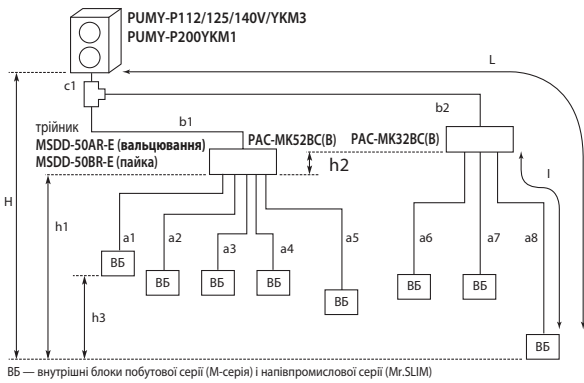 PUMY-P112/125/140V/YKM3
PUMY-P200YKM1
L
c1
b1
b2
трійник
MSDD-50AR-E (вальцювання)
MSDD-50BR-E (пайка)
PAC-MK52BC(B)
PAC-MK32BC(B)
h2
H
h1
l
a1
a2
a3
a4
a5
a6
a7
a8
ВБ
ВБ
ВБ
ВБ
ВБ
ВБ
ВБ
h3
ВБ
ВБ — внутрішні блоки побутової серії (М-серія) і напівпромислової серії (Mr.SLIM)